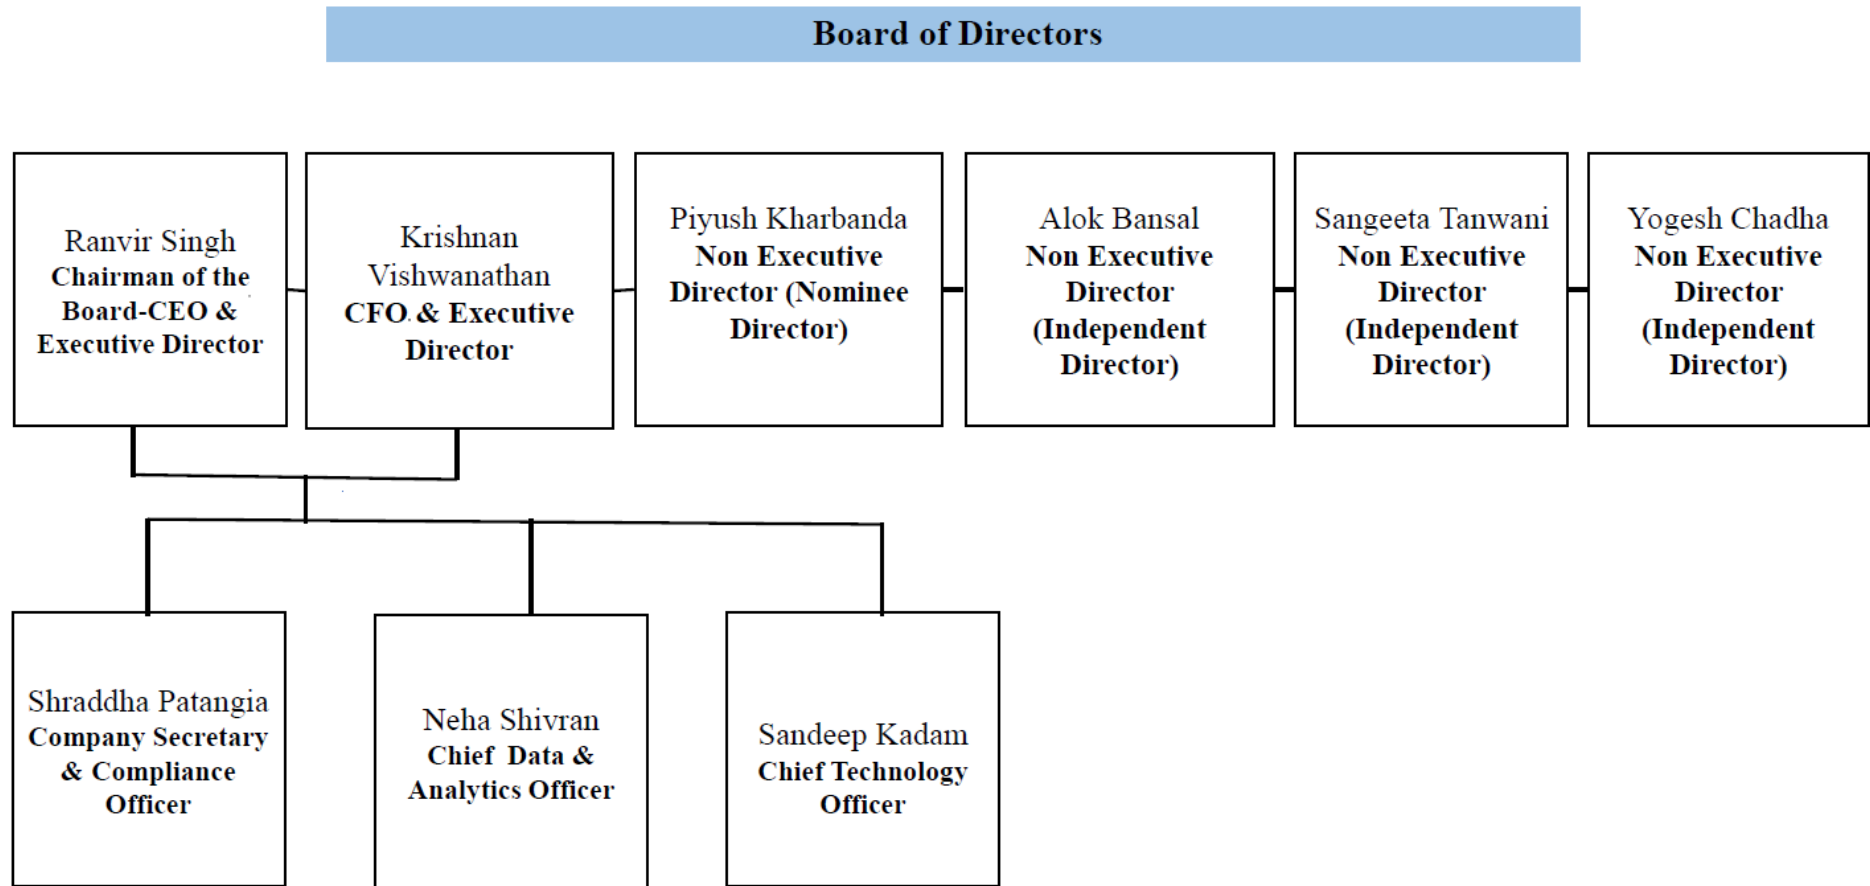 Board of Directors
Ranvir Singh
Chairman of the
Board-CEO &
Executive Director
Krishnan
Vishwanathan
CFO & Executive
Director
Piyush Kharbanda
Non Executive
Director (Nominee
Director)
Alok Bansal
Non Executive
Director
(Independent
Director)
Sangeeta Tanwani
Non Executive
Director
(Independent
Director)
Yogesh Chadha
Non Executive
Director
(Independent
Director)
Shraddha Patangia
Company Secretary
& Compliance
Officer
Neha Shivran
Chief Data &
Analytics Officer
Sandeep Kadam
Chief Technology
Officer